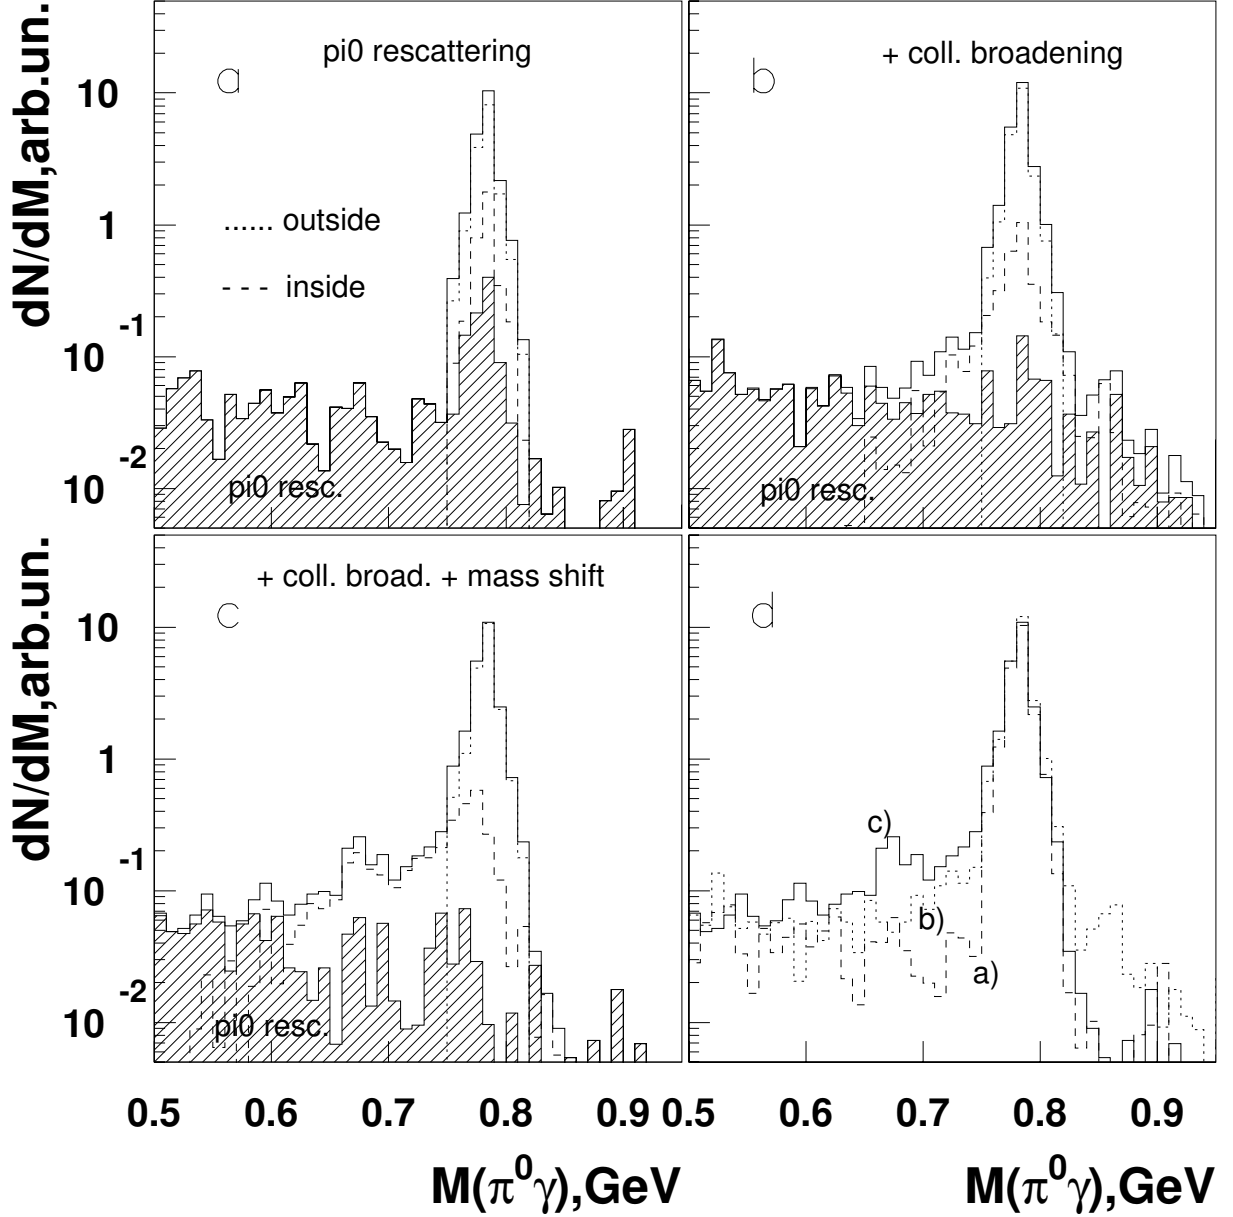 dN/dM,arb.un.
10
1
10
-1
10
-2
a
pi0 rescattering
...... outside
- - - inside
pi0 resc.
b
+ coll. broadening
pi0 resc.
dN/dM,arb.un.
10
1
10
-1
10
-2
c
+ coll. broad. + mass shift
pi0 resc.
d
c)
b)
a)
0.5 0.6 0.7 0.8 0.9
0.5 0.6 0.7 0.8 0.9
M(π⁰γ),GeV
M(π⁰γ),GeV